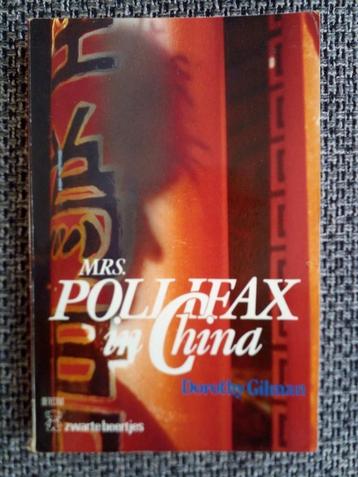 MRS.
POLLIFAX
in China
Dorothy Gilman
zwarte beertjes